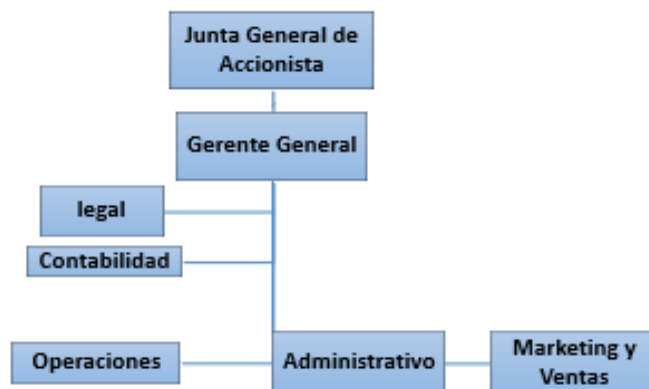 Junta General de
Accionista
Gerente General
legal
Contabilidad
Operaciones
Administrativo
Marketing y
Ventas